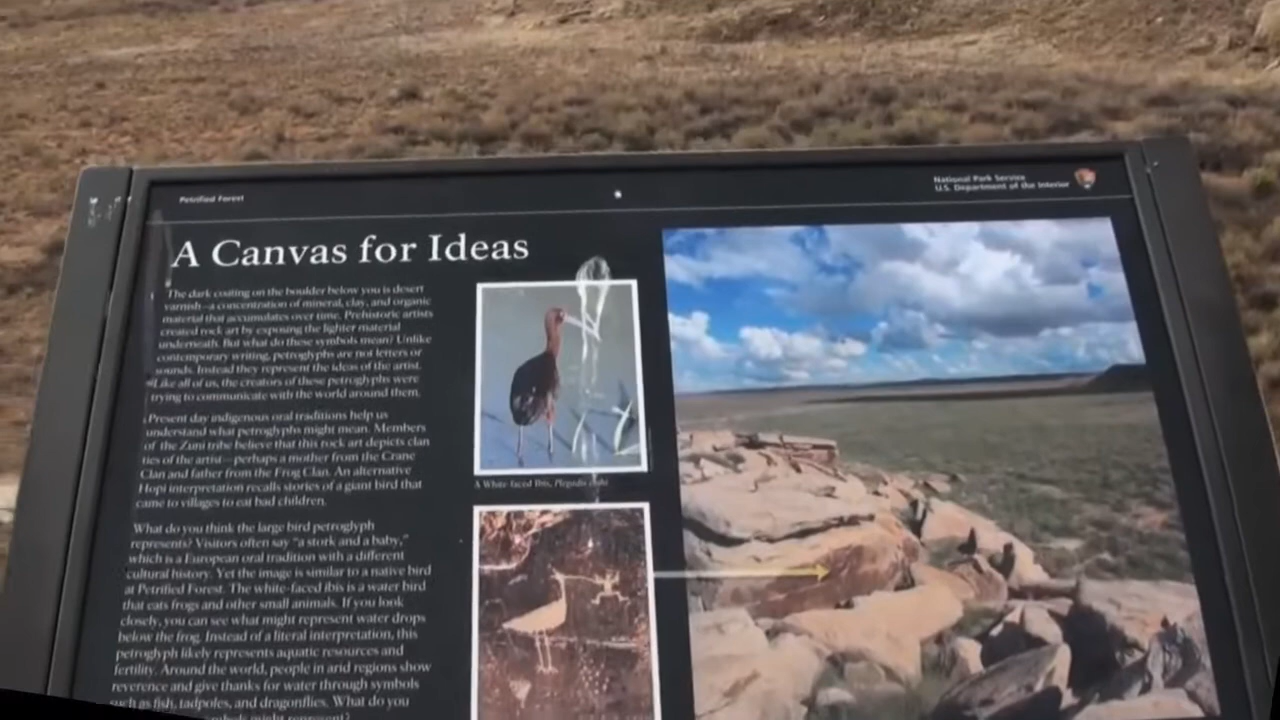 Petrified Forest
National Park Service
U.S. Department of the Interior
A Canvas for Ideas
The dark coating on the boulder below you is desert
varnish—a concentration of mineral, clay, and organic
material that accumulates over time. Prehistoric artists
created rock art by exposing the lighter material
underneath. But what do these symbols mean? Unlike
contemporary writing, petroglyphs are not letters or
sounds. Instead they represent the ideas of the artist.
Like all of us, the creators of these petroglyphs were
trying to communicate with the world around them.
Present day indigenous oral traditions help us
understand what petroglyphs might mean. Members
of the Zuni tribe believe that this rock art depicts clan
ties of the artist—perhaps a mother from the Crane
Clan and father from the Frog Clan. An alternative
Hopi interpretation recalls stories of a giant bird that
came to villages to eat bad children.
What do you think the large bird petroglyph
represents? Visitors often say "a stork and a baby,"
which is a European oral tradition with a different
cultural history. Yet the image is similar to a native bird
at Petrified Forest. The white-faced ibis is a water bird
that eats frogs and other small animals. If you look
closely, you can see what might represent water drops
below the frog. Instead of a literal interpretation, this
petroglyph likely represents aquatic resources and
fertility. Around the world, people in arid regions show
reverence and give thanks for water through symbols
such as fish, tadpoles, and dragonflies. What do you
might represent?
A White-faced Ibis, Plegadis chihi